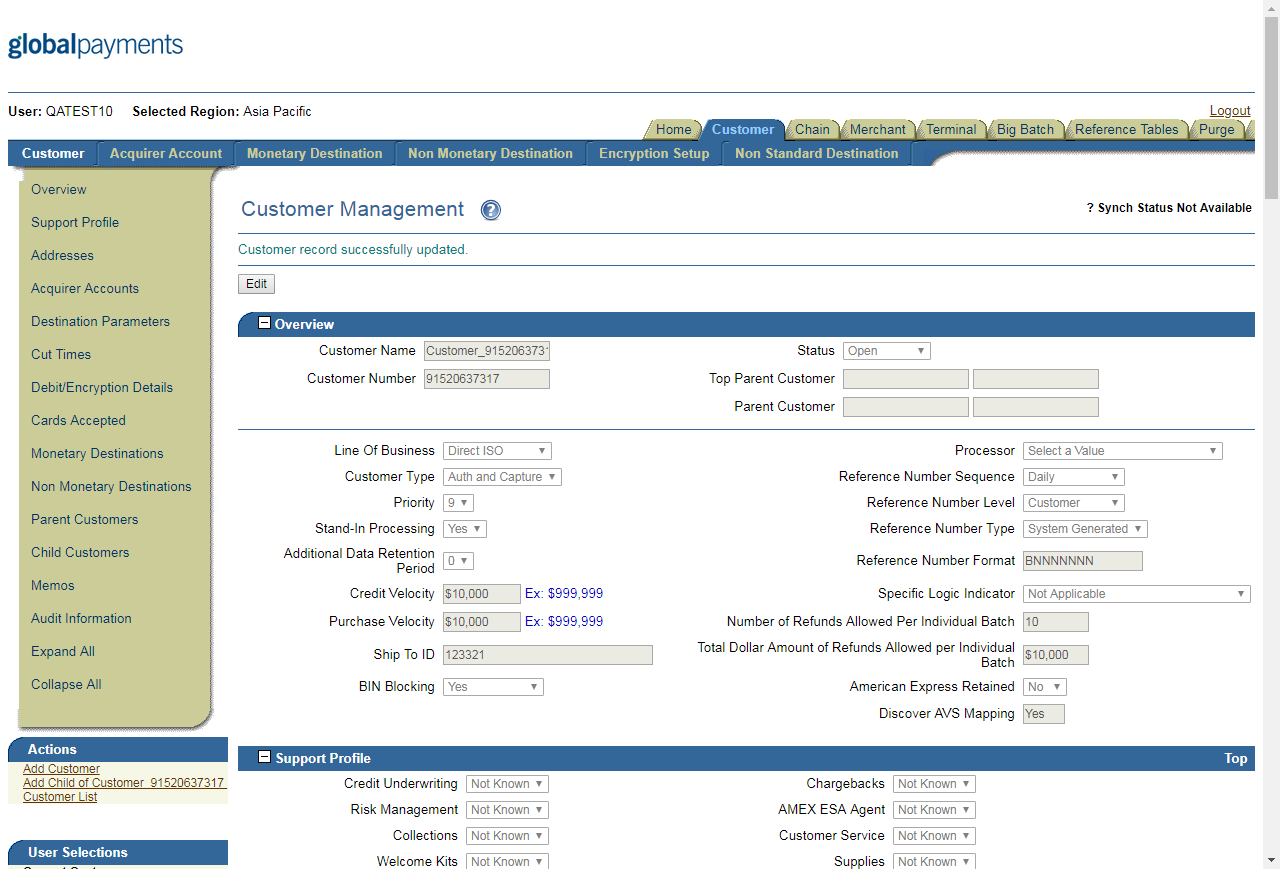 globalpayments
User: QATEST10 Selected Region: Asia Pacific Logout
Home Customer Chain Merchant Terminal Big Batch Reference Tables Purge
Customer Acquirer Account Monetary Destination Non Monetary Destination Encryption Setup Non Standard Destination
Overview
Support Profile
Addresses
Acquirer Accounts
Destination Parameters
Cut Times
Debit/Encryption Details
Cards Accepted
Monetary Destinations
Non Monetary Destinations
Parent Customers
Child Customers
Memos
Audit Information
Expand All
Collapse All
Actions
Add Customer
Add Child of Customer_91520637317
Customer List
User Selections
Customer Management ? ? Synch Status Not Available
Customer record successfully updated.
Edit
Overview
Customer Name Customer_9152063731 Status Open
Customer Number 91520637317 Top Parent Customer
Parent Customer
Line Of Business Direct ISO Processor Select a Value
Customer Type Auth and Capture Reference Number Sequence Daily
Priority 9 Reference Number Level Customer
Stand-In Processing Yes Reference Number Type System Generated
Additional Data Retention
Period 0 Reference Number Format BNNNNNNN
Credit Velocity $10,000 Ex: $999,999 Specific Logic Indicator Not Applicable
Purchase Velocity $10,000 Ex: $999,999 Number of Refunds Allowed Per Individual Batch 10
Ship To ID 123321 Total Dollar Amount of Refunds Allowed per Individual
Batch $10,000
BIN Blocking Yes American Express Retained No
Discover AVS Mapping Yes
Support Profile Top
Credit Underwriting Not Known Chargebacks Not Known
Risk Management Not Known AMEX ESA Agent Not Known
Collections Not Known Customer Service Not Known
Welcome Kits Not Known Supplies Not Known